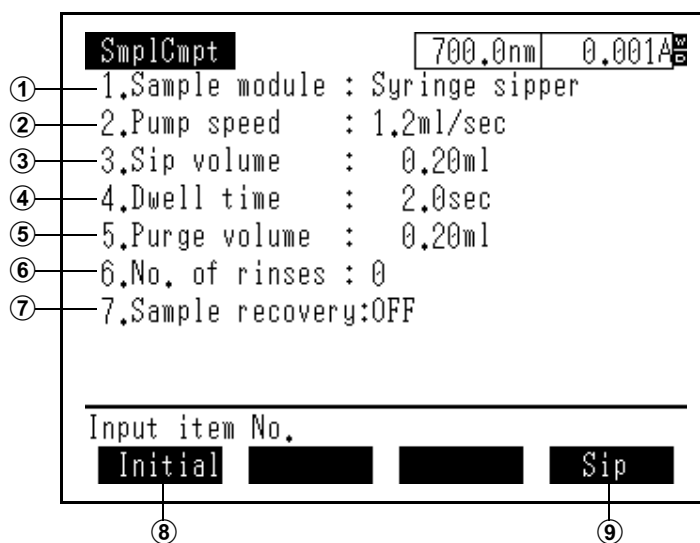 SmplCmpt 700.0nm 0.001A WD
① 1.Sample module : Syringe sipper
② 2.Pump speed : 1.2ml/sec
③ 3.Sip volume : 0.20ml
④ 4.Dwell time : 2.0sec
⑤ 5.Purge volume : 0.20ml
⑥ 6.No. of rinses : 0
⑦ 7.Sample recovery:OFF
Input item No.
Initial Sip
⑧ ⑨